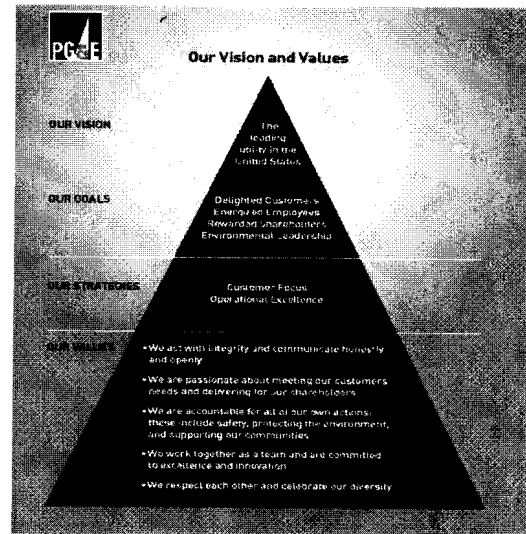 PG&E
Our Vision and Values
OUR VISION
The
leading
utility in the
United States
OUR GOALS
Delighted Customers
Energized Employees
Rewarded Shareholders
Environmental Leadership
OUR STRATEGIES
Customer Focus
Operational Excellence
OUR VALUES
• We act with integrity and communicate honestly
and openly
• We are passionate about meeting our customers
needs and delivering for our shareholders
• We are accountable for all of our own actions:
these include safety, protecting the environment,
and supporting our communities
• We work together as a team and are committed
to excellence and innovation
• We respect each other and celebrate our diversity